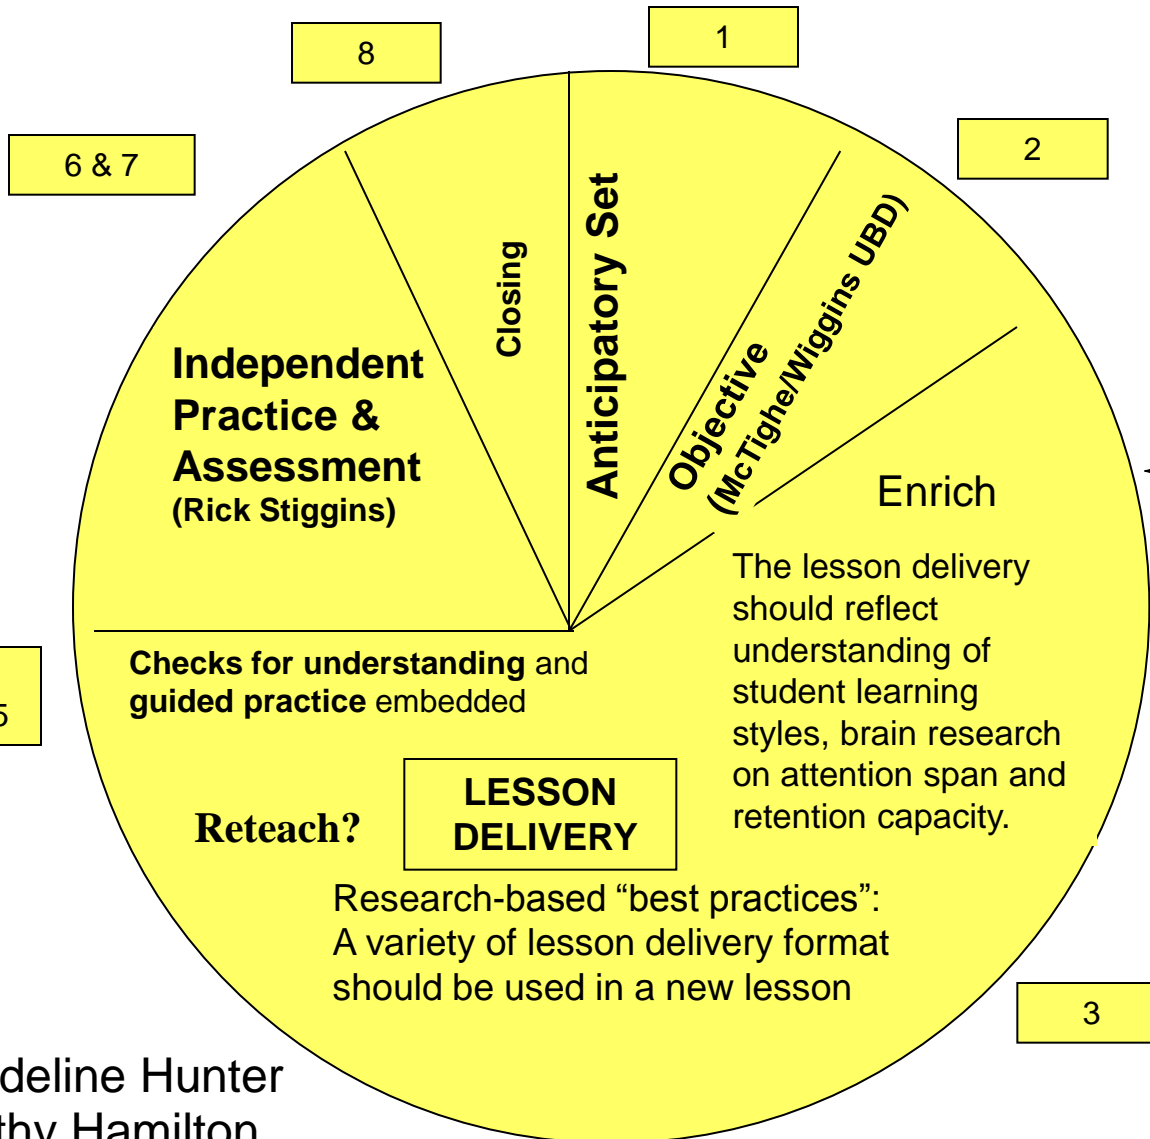 8
1
6 & 7
2
Anticipatory Set
Objective
(McTighe/Wiggins UBD)
Closing
Independent
Practice &
Assessment
(Rick Stiggins)
Enrich
The lesson delivery
should reflect
understanding of
student learning
styles, brain research
on attention span and
retention capacity.
Checks for understanding and
guided practice embedded
5
Reteach?
LESSON
DELIVERY
Research-based “best practices”:
A variety of lesson delivery format
should be used in a new lesson
3
deline Hunter
thy Hamilton